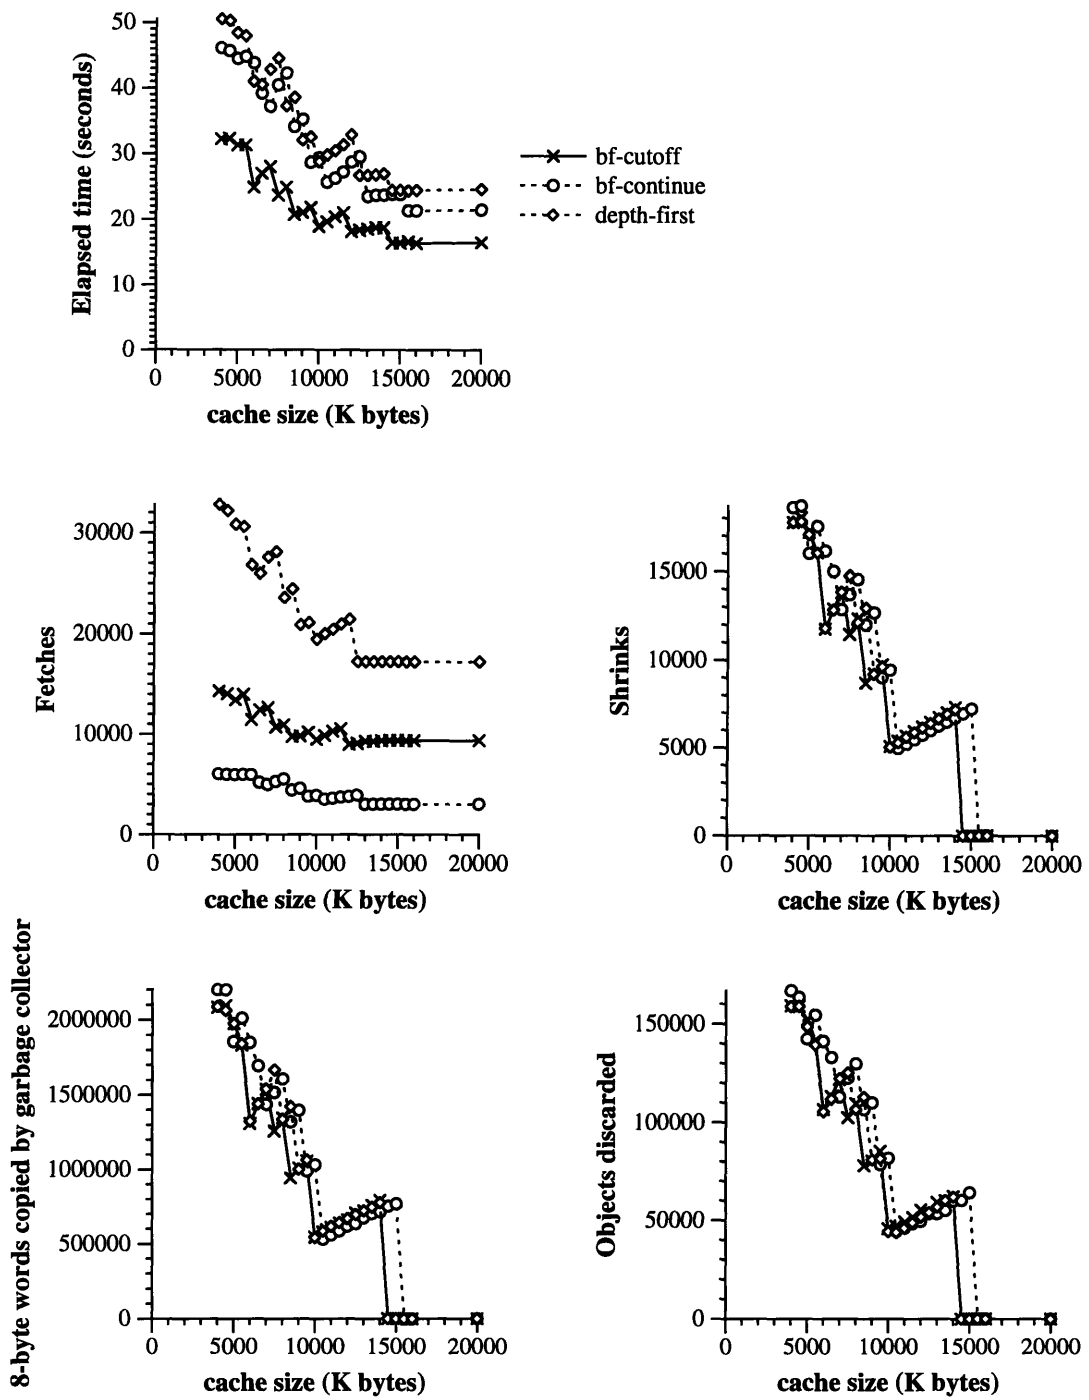 50
40
30
20
10
0
Elapsed time (seconds)
0 5000 10000 15000 20000
cache size (K bytes)
bf-cutoff
bf-continue
depth-first
30000
20000
10000
0
Fetches
0 5000 10000 15000 20000
cache size (K bytes)
15000
10000
5000
0
Shrinks
0 5000 10000 15000 20000
cache size (K bytes)
2000000
1500000
1000000
500000
0
8-byte words copied by garbage collector
0 5000 10000 15000 20000
cache size (K bytes)
150000
100000
50000
0
Objects discarded
0 5000 10000 15000 20000
cache size (K bytes)